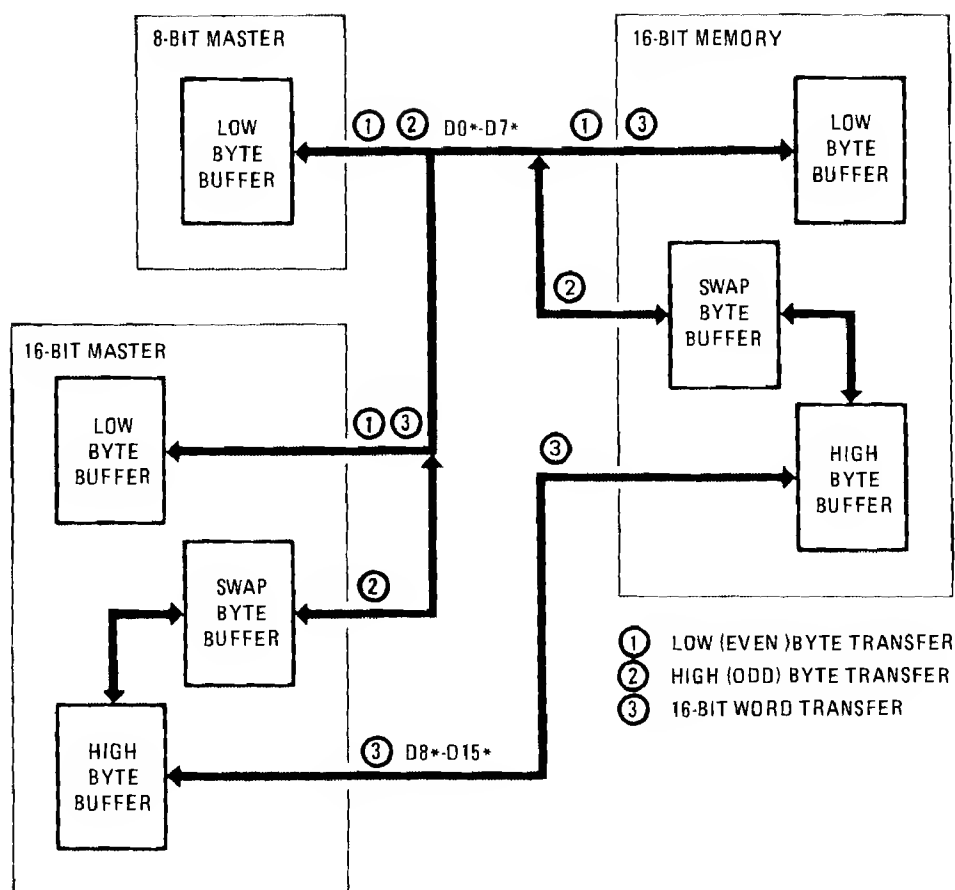 8-BIT MASTER
LOW
BYTE
BUFFER
① ② D0*-D7* ① ③
16-BIT MEMORY
LOW
BYTE
BUFFER
②
SWAP
BYTE
BUFFER
HIGH
BYTE
BUFFER
16-BIT MASTER
LOW
BYTE
BUFFER
① ③
③
SWAP
BYTE
BUFFER
②
HIGH
BYTE
BUFFER
③ D8*-D15*
① LOW (EVEN )BYTE TRANSFER
② HIGH (ODD) BYTE TRANSFER
③ 16-BIT WORD TRANSFER